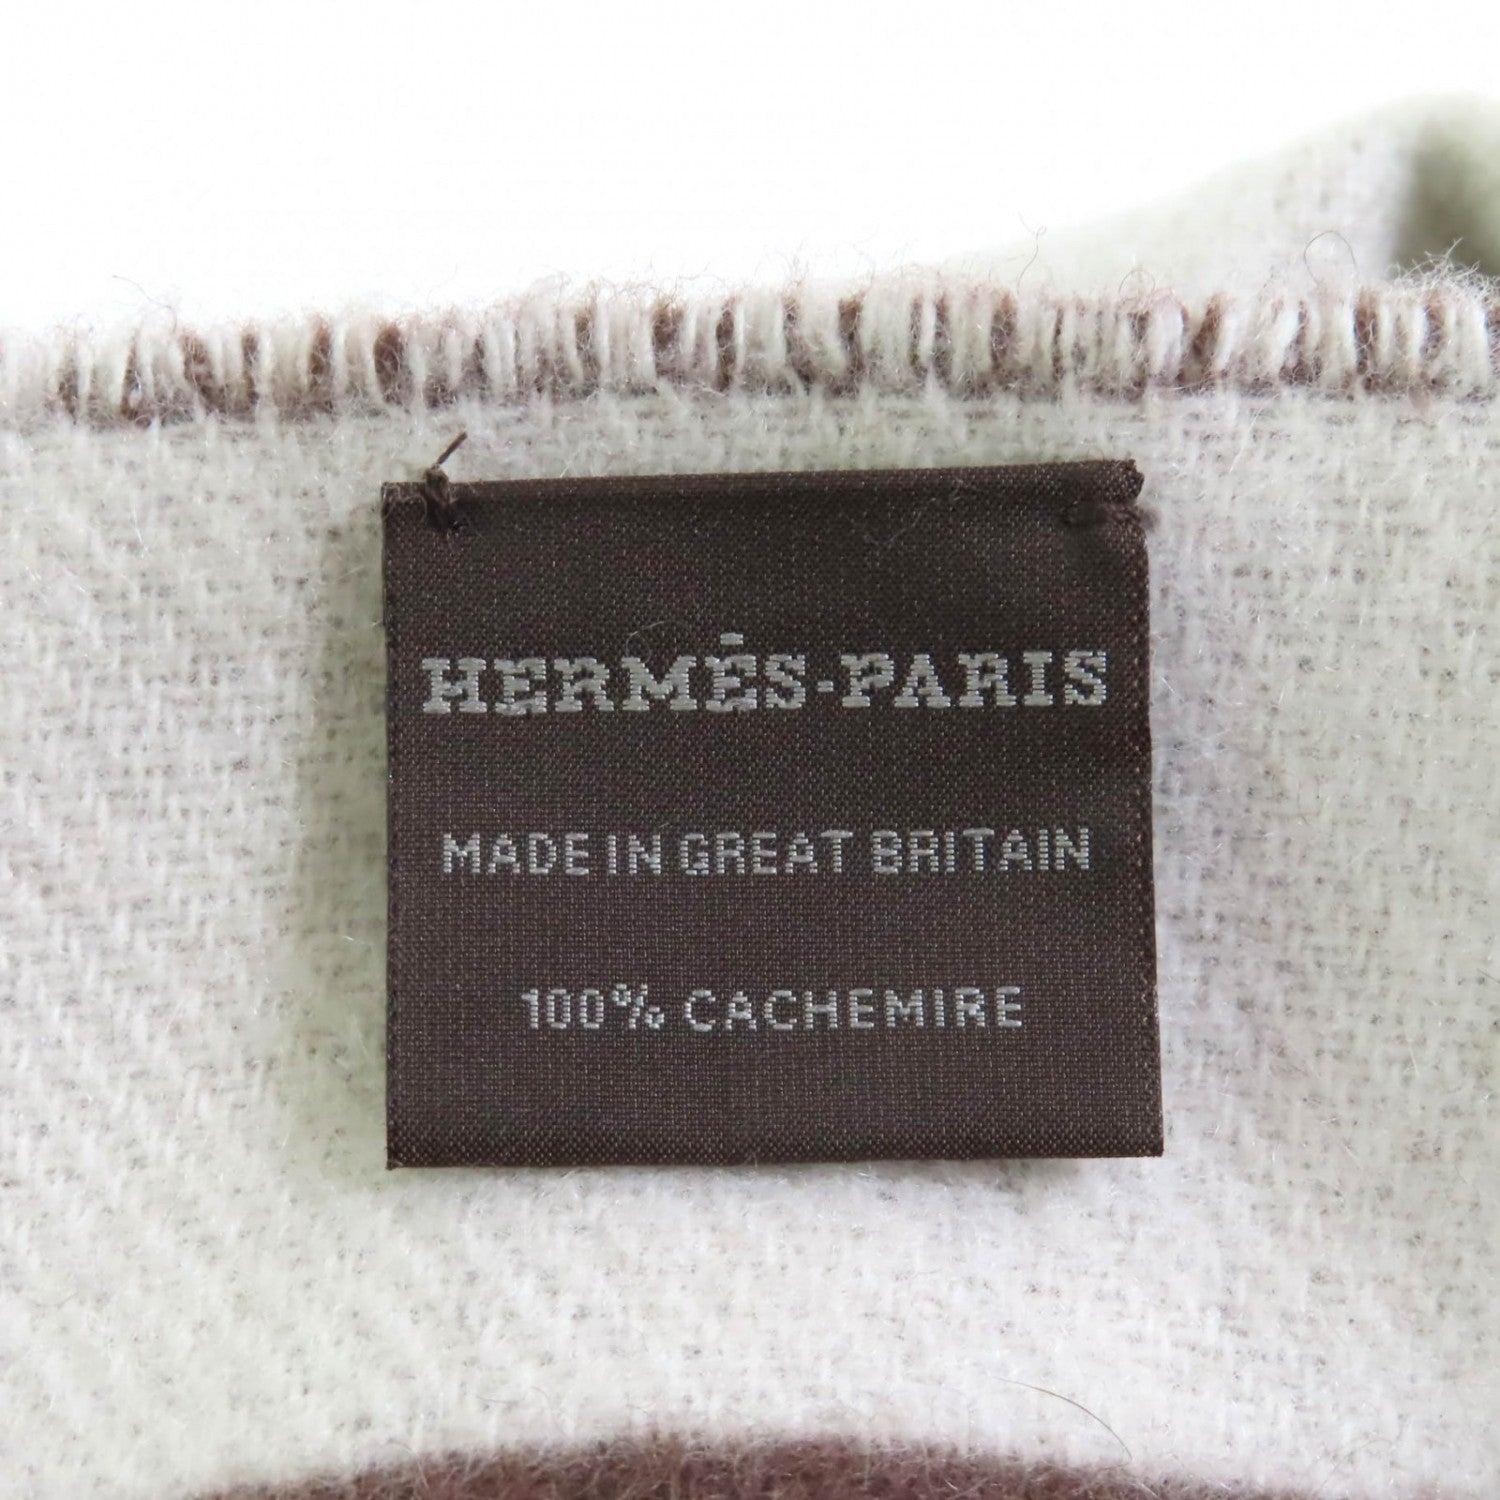 HERMÈS-PARIS
MADE IN GREAT BRITAIN
100% CACHEMIRE